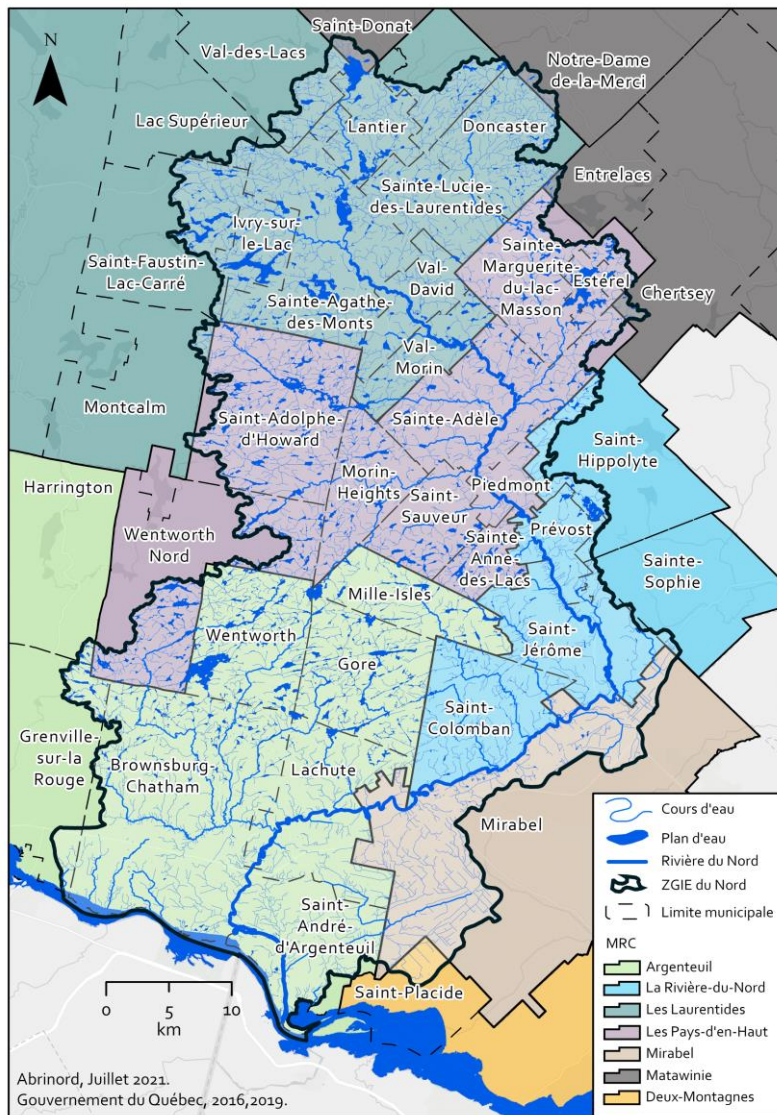 Saint-Donat
Val-des-Lacs
N
Notre-Dame
de-la-Merci
Lac Supérieur
Lantier
Doncaster
Entrelacs
Sainte-Lucie-
des-Laurentides
Ivry-sur-
le-Lac
Sainte-
Marguerite-
du-lac-
Masson
Estérel
Saint-Faustin-
Lac-Carré
Val-
David
Chertsey
Sainte-Agathe-
des-Monts
Val-
Morin
Montcalm
Saint-Adolphe-
d'Howard
Sainte-Adèle
Saint-
Hippolyte
Harrington
Morin-
Heights
Piedmont
Saint-
Sauveur
Prévost
Wentworth
Nord
Sainte-
Anne-
des-Lacs
Sainte-
Sophie
Mille-Isles
Wentworth
Saint-
Jérôme
Gore
Saint-
Colomban
Grenville-
sur-la
Rouge
Brownsburg-
Chatham
Lachute
Mirabel
Saint-
André-
d'Argenteuil
Saint-Placide
0 5 10
km
Cours d'eau
Plan d'eau
Rivière du Nord
ZGIE du Nord
Limite municipale
MRC
Argenteuil
La Rivière-du-Nord
Les Laurentides
Les Pays-d'en-Haut
Mirabel
Matawinie
Deux-Montagnes
Abrinord, Juillet 2021.
Gouvernement du Québec, 2016,2019.